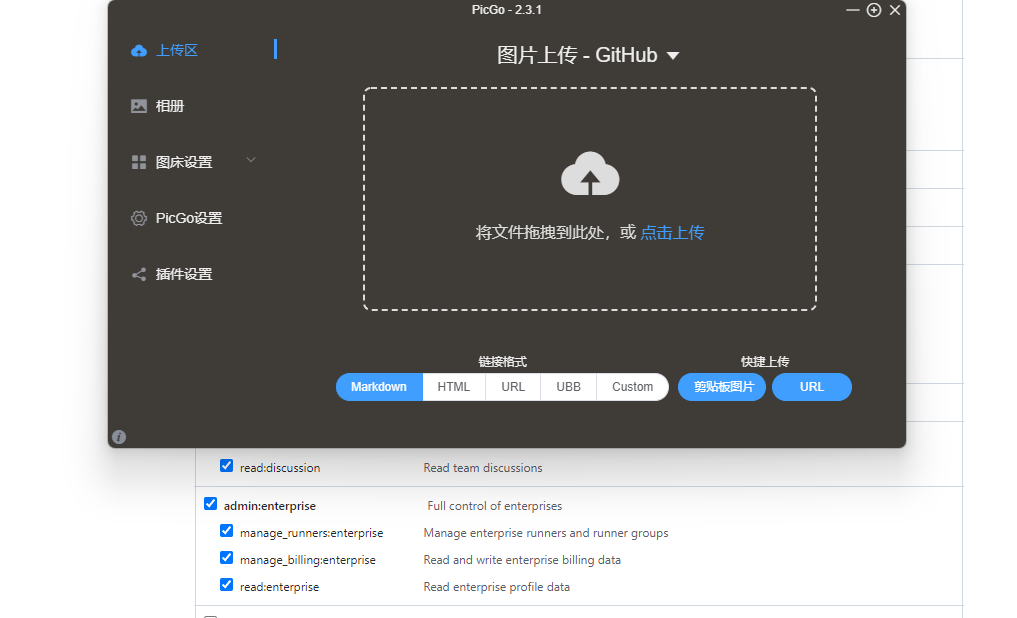 PicGo - 2.3.1
上传区
图片上传 - GitHub
相册
图床设置
PicGo设置
将文件拖拽到此处，或 点击上传
插件设置
链接格式 快捷上传
Markdown HTML URL UBB Custom 剪贴板图片 URL
read:discussion Read team discussions
admin:enterprise Full control of enterprises
manage_runners:enterprise Manage enterprise runners and runner groups
manage_billing:enterprise Read and write enterprise billing data
read:enterprise Read enterprise profile data